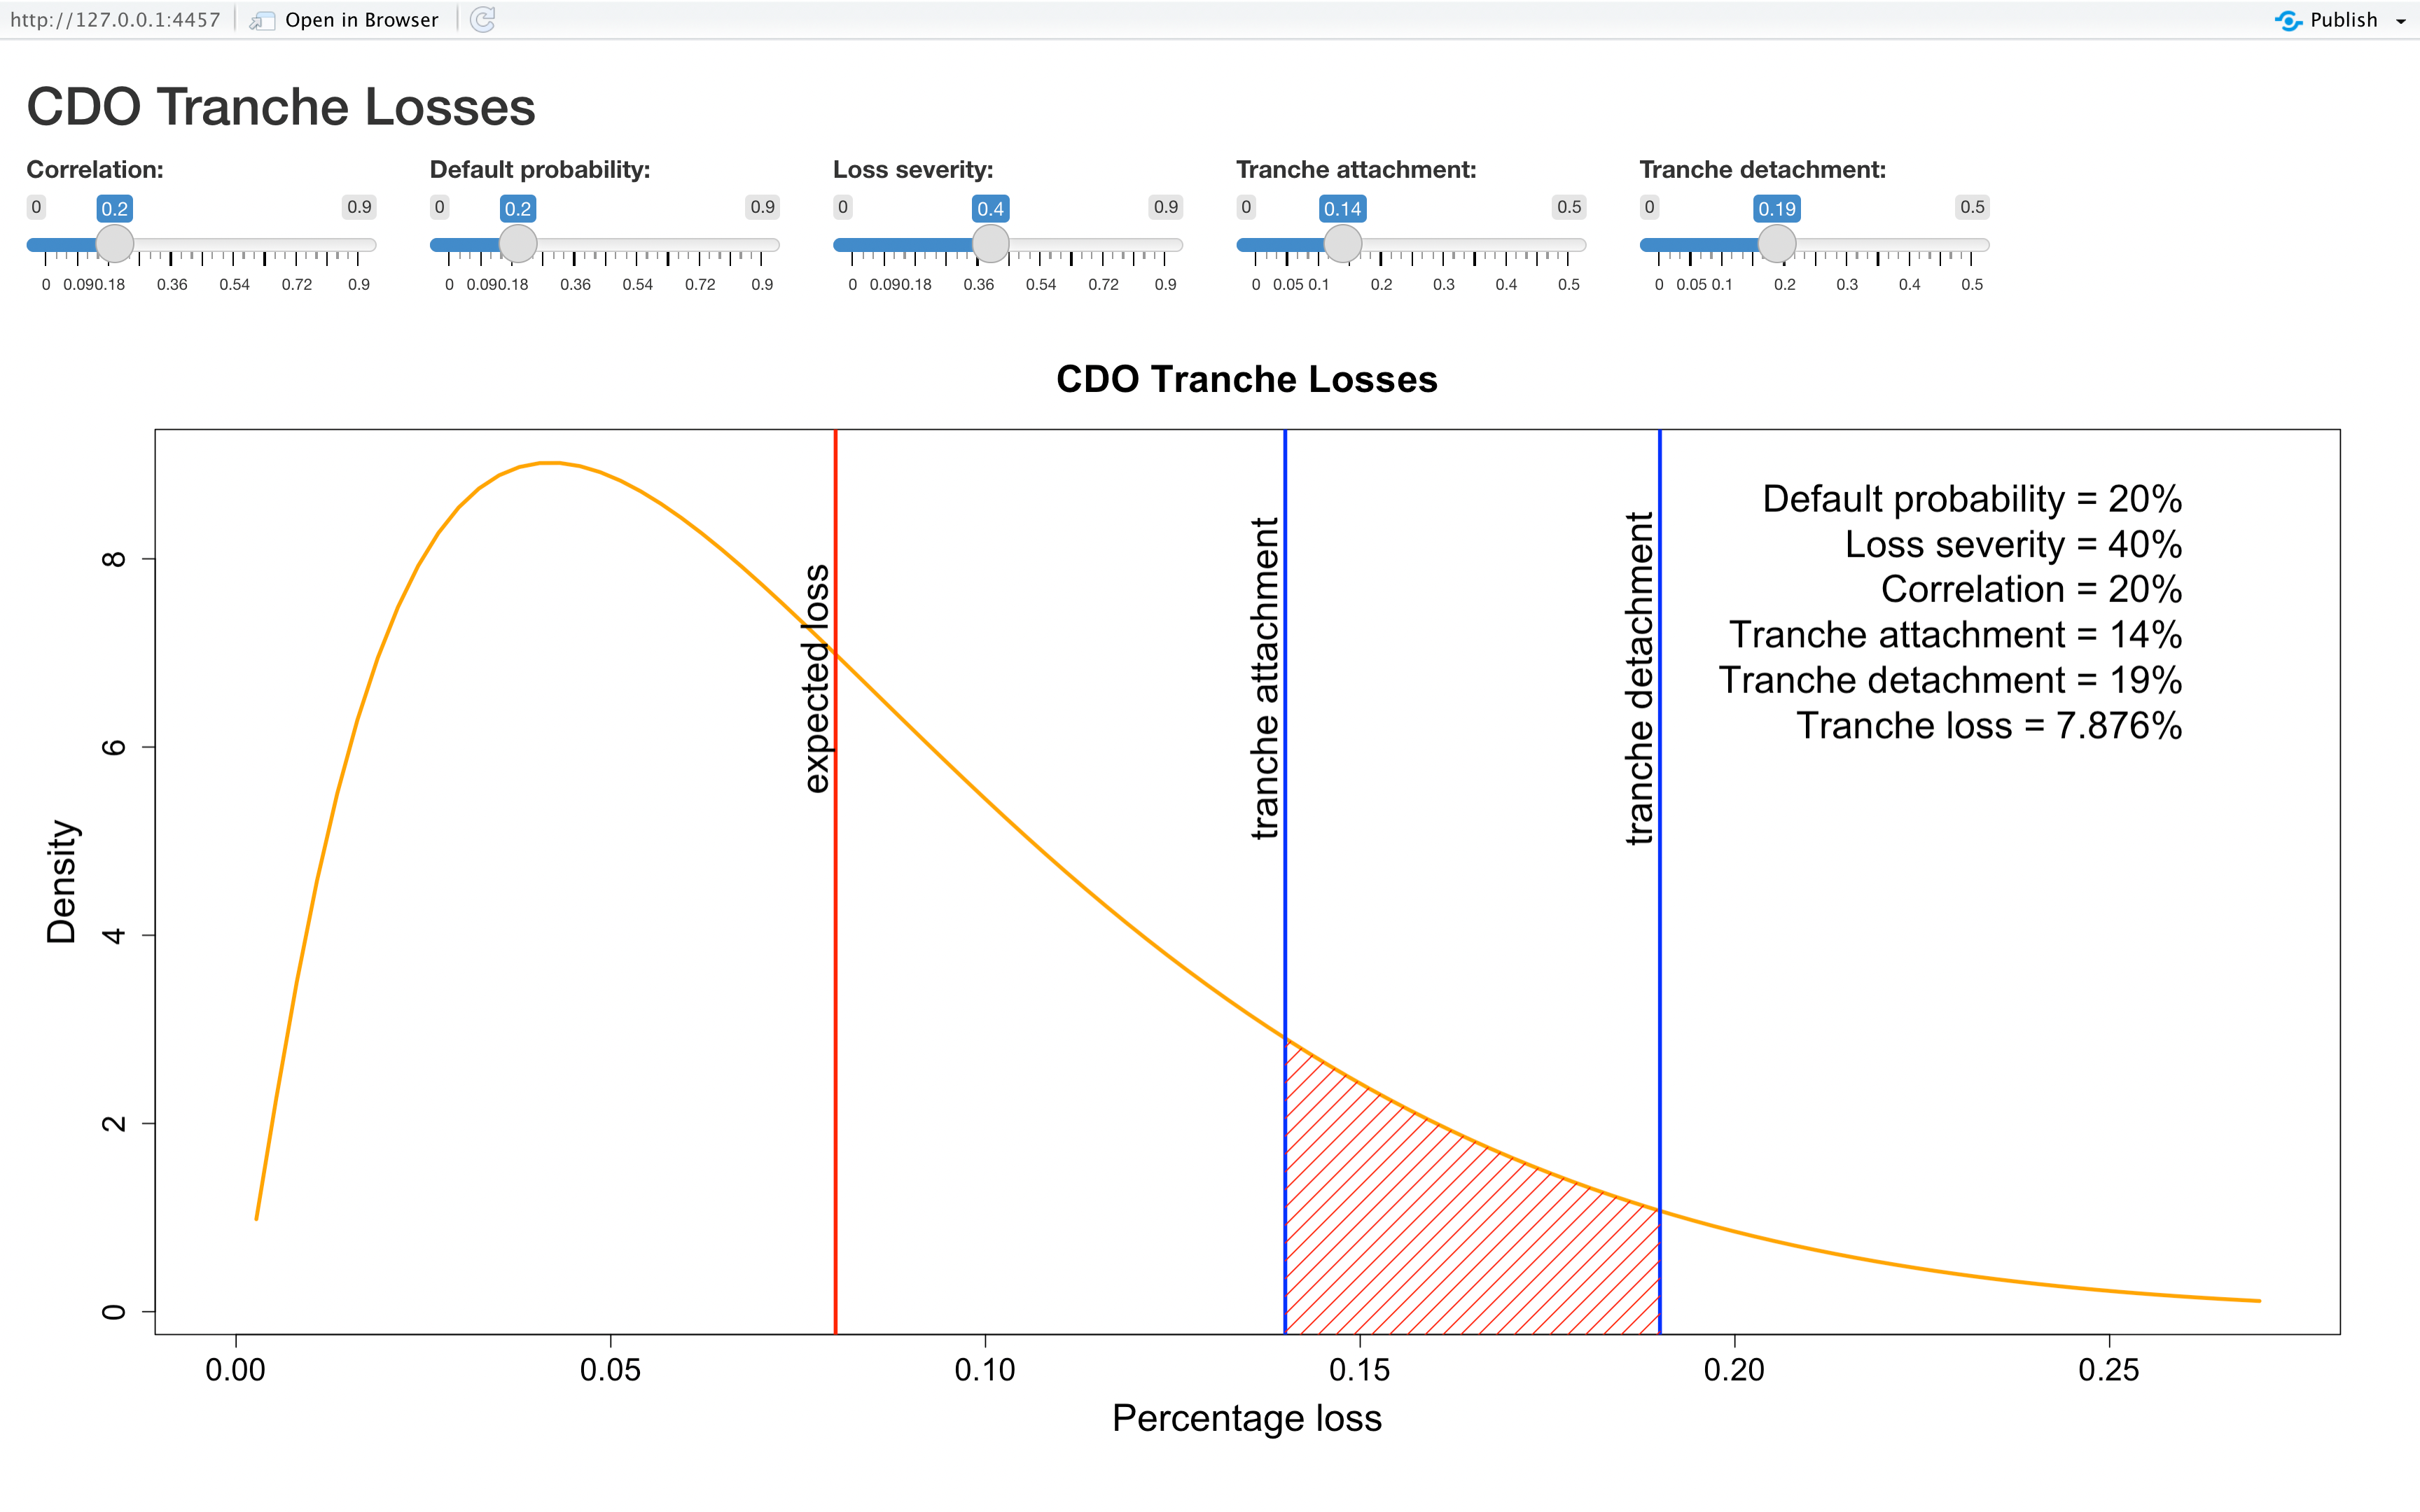 http://127.0.0.1:4457 Open in Browser Publish
CDO Tranche Losses
Correlation: Default probability: Loss severity: Tranche attachment: Tranche detachment:
0 0.2 0.9 0 0.2 0.9 0 0.4 0.9 0 0.14 0.5 0 0.19 0.5
0 0.09 0.18 0.36 0.54 0.72 0.9 0 0.09 0.18 0.36 0.54 0.72 0.9 0 0.09 0.18 0.36 0.54 0.72 0.9 0 0.05 0.1 0.2 0.3 0.4 0.5 0 0.05 0.1 0.2 0.3 0.4 0.5
CDO Tranche Losses
Default probability = 20%
Loss severity = 40%
Correlation = 20%
Tranche attachment = 14%
Tranche detachment = 19%
Tranche loss = 7.876%
expected loss
tranche attachment
tranche detachment
Density
8
6
4
2
0
0.00 0.05 0.10 0.15 0.20 0.25
Percentage loss